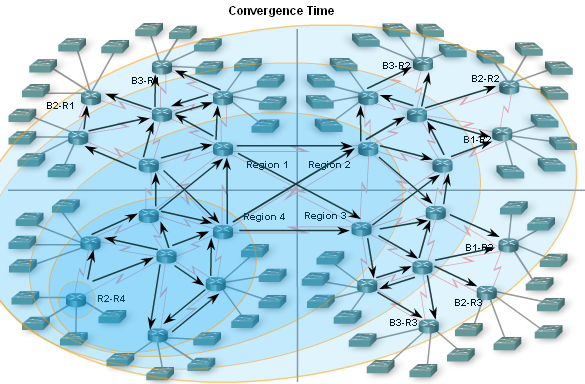 Convergence Time
B3-R1
B3-R2
B2-R2
B2-R1
B1-R2
Region 1
Region 2
Region 4
Region 3
B1-R3
R2-R4
B2-R3
B3-R3